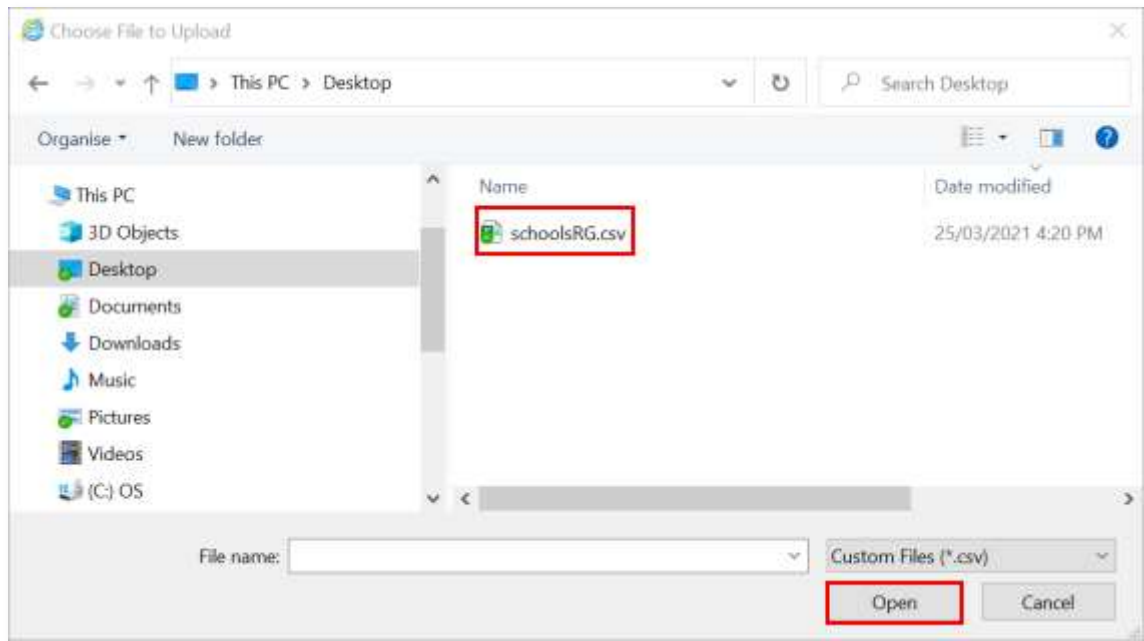 Choose File to Upload
This PC > Desktop
Search Desktop
Organise
New folder
Name
Date modified
This PC
3D Objects
Desktop
Documents
Downloads
Music
Pictures
Videos
(C:) OS
schoolsRG.csv
25/03/2021 4:20 PM
File name:
Custom Files (*.csv)
Open
Cancel